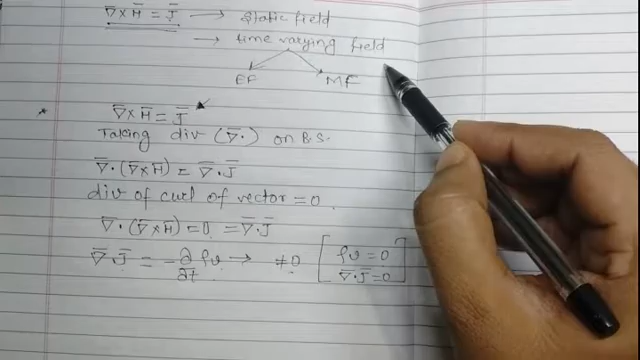 ∇̅×H̅ = J̅ → static field
→ time varying field
EF MF
* ∇̅×H̅ = J̅
Taking div (∇̅·) on B.S.
∇̅·(∇̅×H̅) = ∇̅·J̅
div of curl of vector = 0.
∇̅·(∇̅×H̅) = 0 = ∇̅·J̅
∇̅·J̅ = -∂/∂t ρv → ≠0 [ρv = 0
∇̅·J̅ = 0]